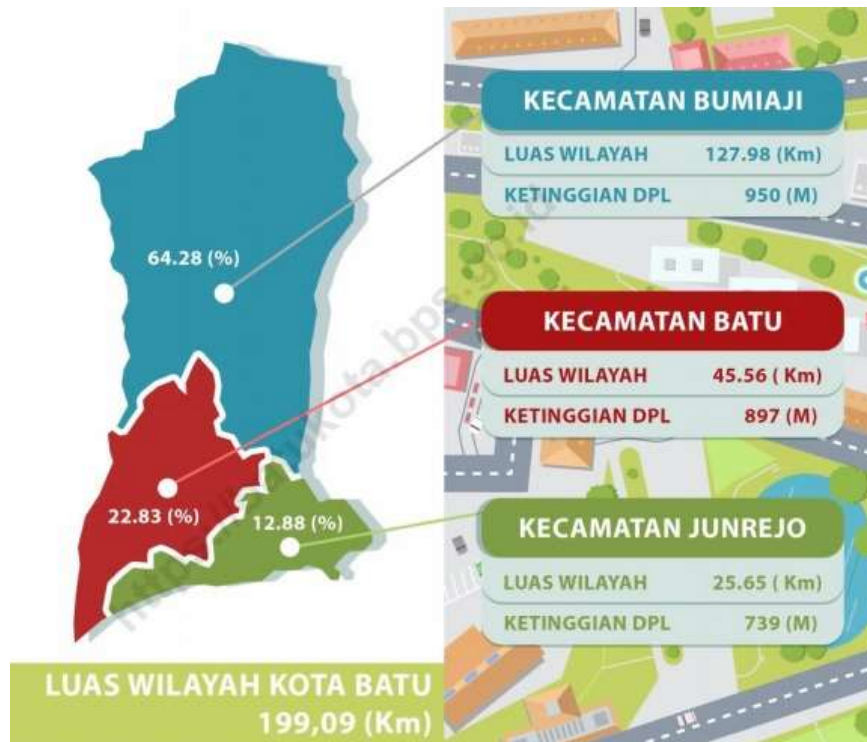 64.28 (%)
22.83 (%)
12.88 (%)
LUAS WILAYAH KOTA BATU
199,09 (Km)
KECAMATAN BUMIAJI
LUAS WILAYAH 127.98 (Km)
KETINGGIAN DPL 950 (M)
KECAMATAN BATU
LUAS WILAYAH 45.56 ( Km)
KETINGGIAN DPL 897 (M)
KECAMATAN JUNREJO
LUAS WILAYAH 25.65 ( Km)
KETINGGIAN DPL 739 (M)